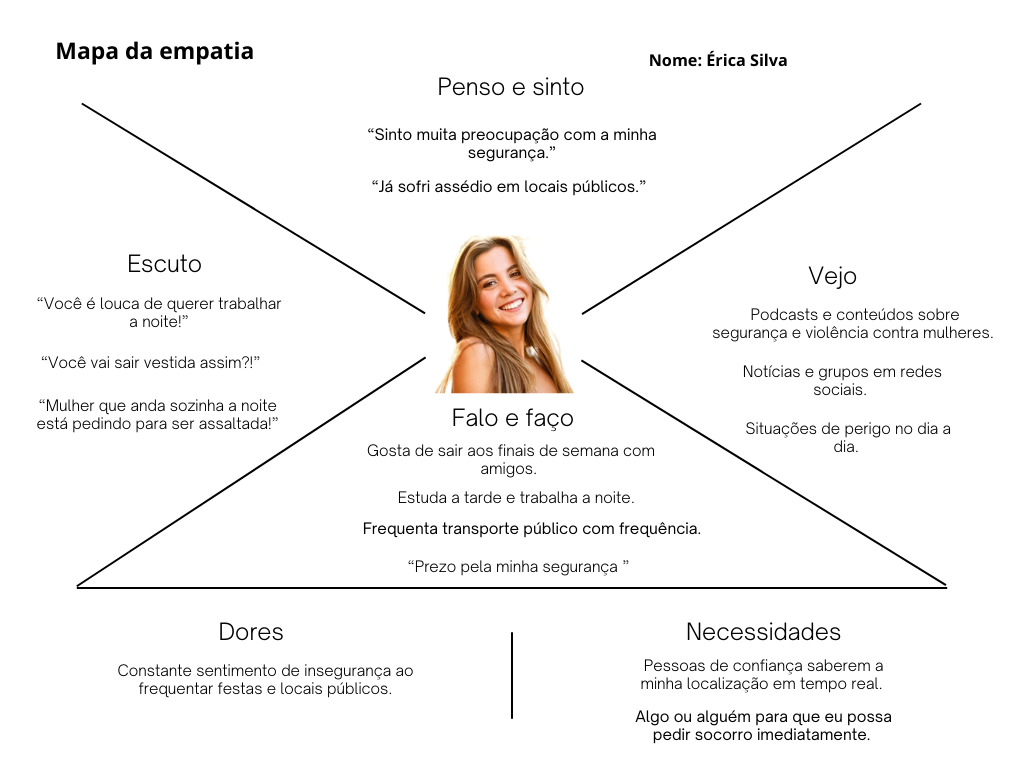 Mapa da empatia
Nome: Érica Silva
Penso e sinto
“Sinto muita preocupação com a minha
segurança.”
“Já sofri assédio em locais públicos.”
Escuto
“Você é louca de querer trabalhar
a noite!”
“Você vai sair vestida assim?!”
“Mulher que anda sozinha a noite
está pedindo para ser assaltada!”
Vejo
Podcasts e conteúdos sobre
segurança e violência contra mulheres.
Notícias e grupos em redes
sociais.
Situações de perigo no dia a
dia.
Falo e faço
Gosta de sair aos finais de semana com
amigos.
Estuda a tarde e trabalha a noite.
Frequenta transporte público com frequência.
“Prezo pela minha segurança ”
Dores
Constante sentimento de insegurança ao
frequentar festas e locais públicos.
Necessidades
Pessoas de confiança saberem a
minha localização em tempo real.
Algo ou alguém para que eu possa
pedir socorro imediatamente.